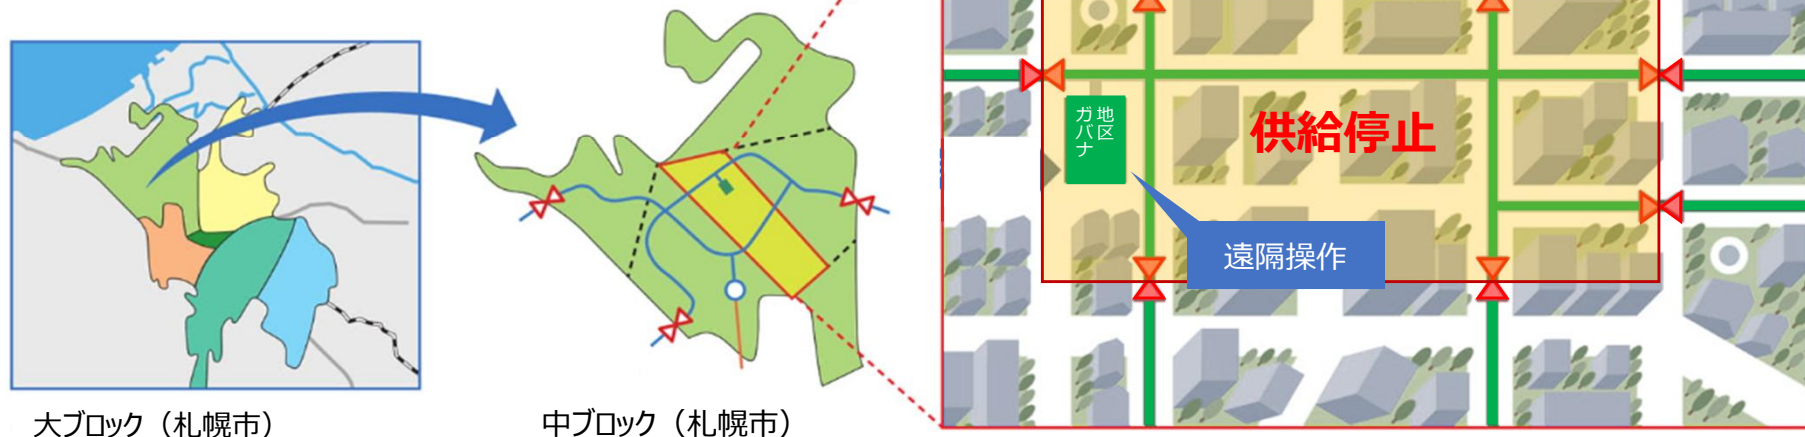 地区
ガバナ
供給停止
遠隔操作
大ブロック（札幌市）
中ブロック（札幌市）